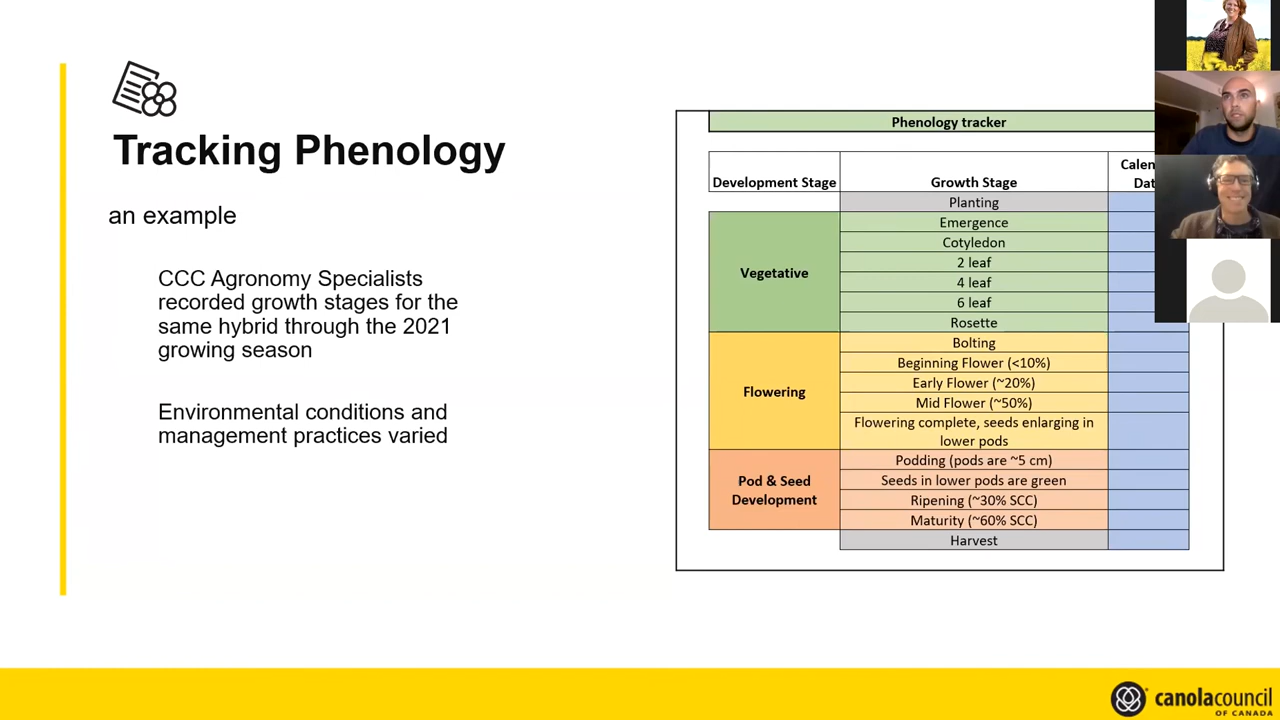 Tracking Phenology
an example
CCC Agronomy Specialists
recorded growth stages for the
same hybrid through the 2021
growing season
Environmental conditions and
management practices varied
Phenology tracker
Development Stage
Growth Stage
Planting
Vegetative
Emergence
Cotyledon
2 leaf
4 leaf
6 leaf
Rosette
Flowering
Bolting
Beginning Flower (<10%)
Early Flower (~20%)
Mid Flower (~50%)
Flowering complete, seeds enlarging in
lower pods
Pod & Seed
Development
Podding (pods are ~5 cm)
Seeds in lower pods are green
Ripening (~30% SCC)
Maturity (~60% SCC)
Harvest
canolacouncil
OF CANADA